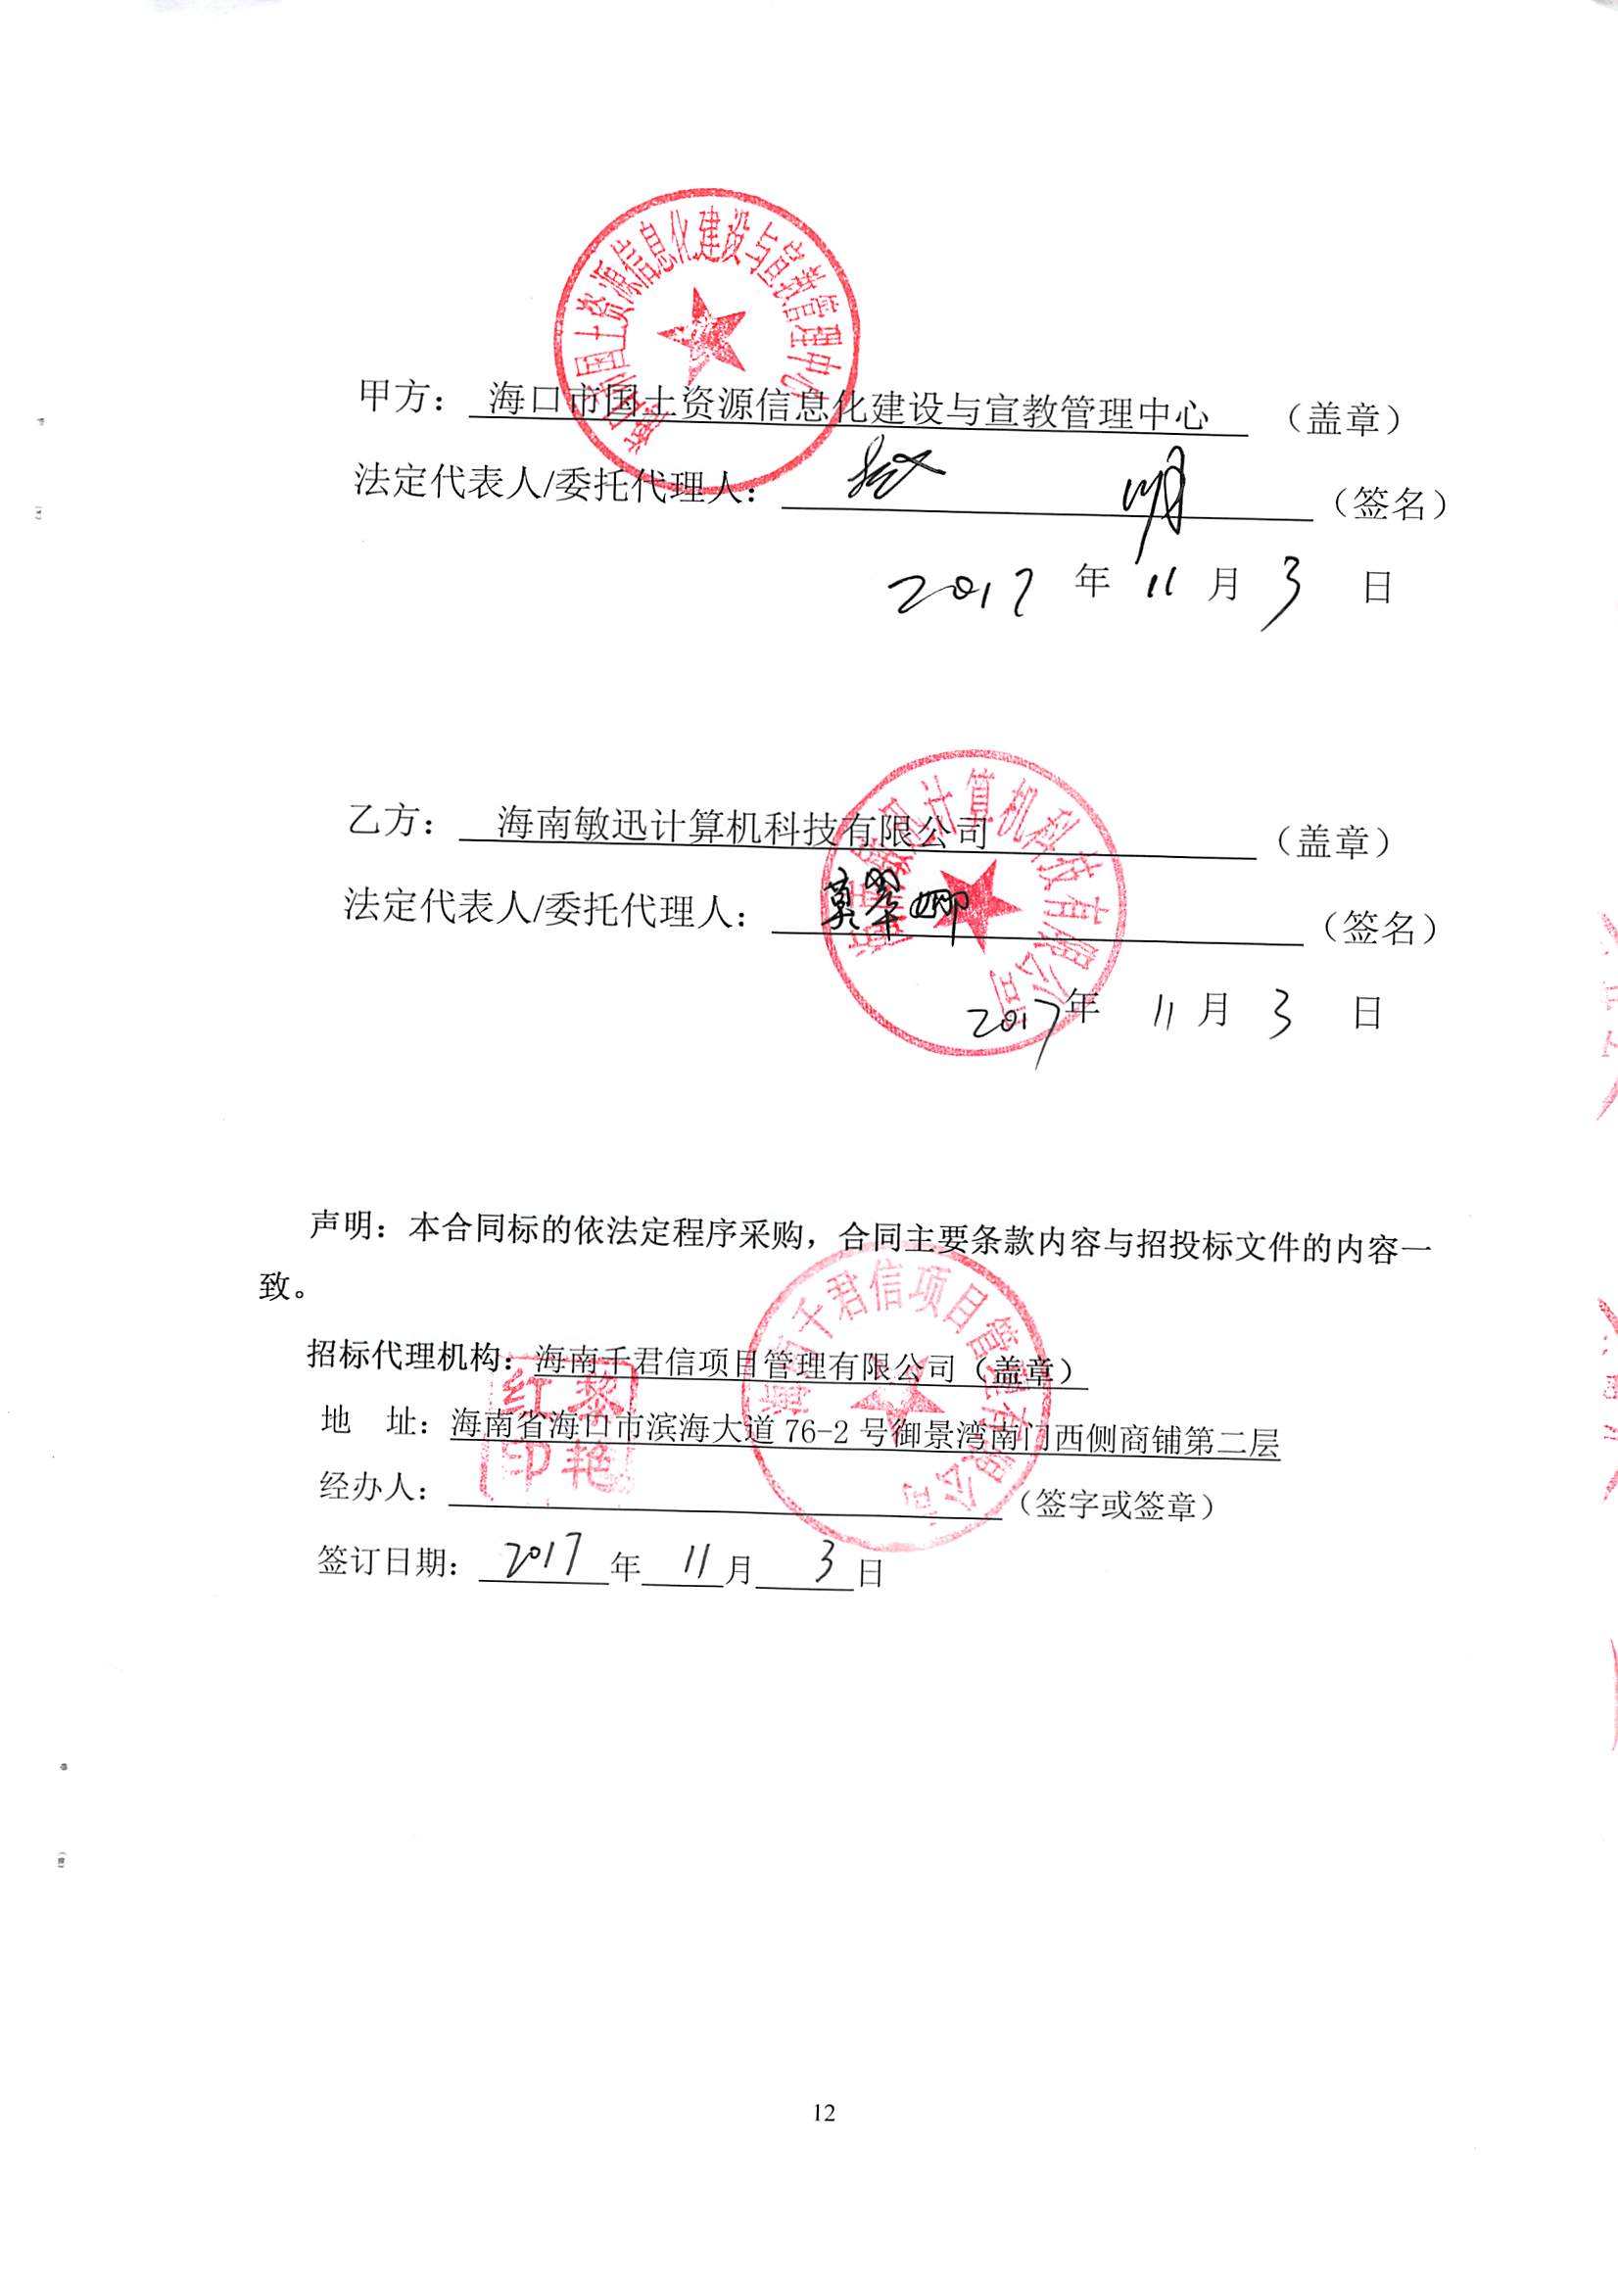 海口市国土资源信息化建设与宣教管理中心
甲方： 海口市国土资源信息化建设与宣教管理中心 （盖章）
法定代表人/委托代理人： 明 （签名）
2017 年 11 月 3 日
海南敏迅计算机科技有限公司
乙方： 海南敏迅计算机科技有限公司 （盖章）
法定代表人/委托代理人： 莫翠娜 （签名）
2017年 11 月 3 日
声明：本合同标的依法定程序采购，合同主要条款内容与招投标文件的内容一
致。
海南千君信项目管理有限公司
招标代理机构：海南千君信项目管理有限公司（盖章）
地 址：海南省海口市滨海大道 76-2 号御景湾南门西侧商铺第二层
红黎
印艳
经办人： （签字或签章）
签订日期： 2017 年 11 月 3 日
12